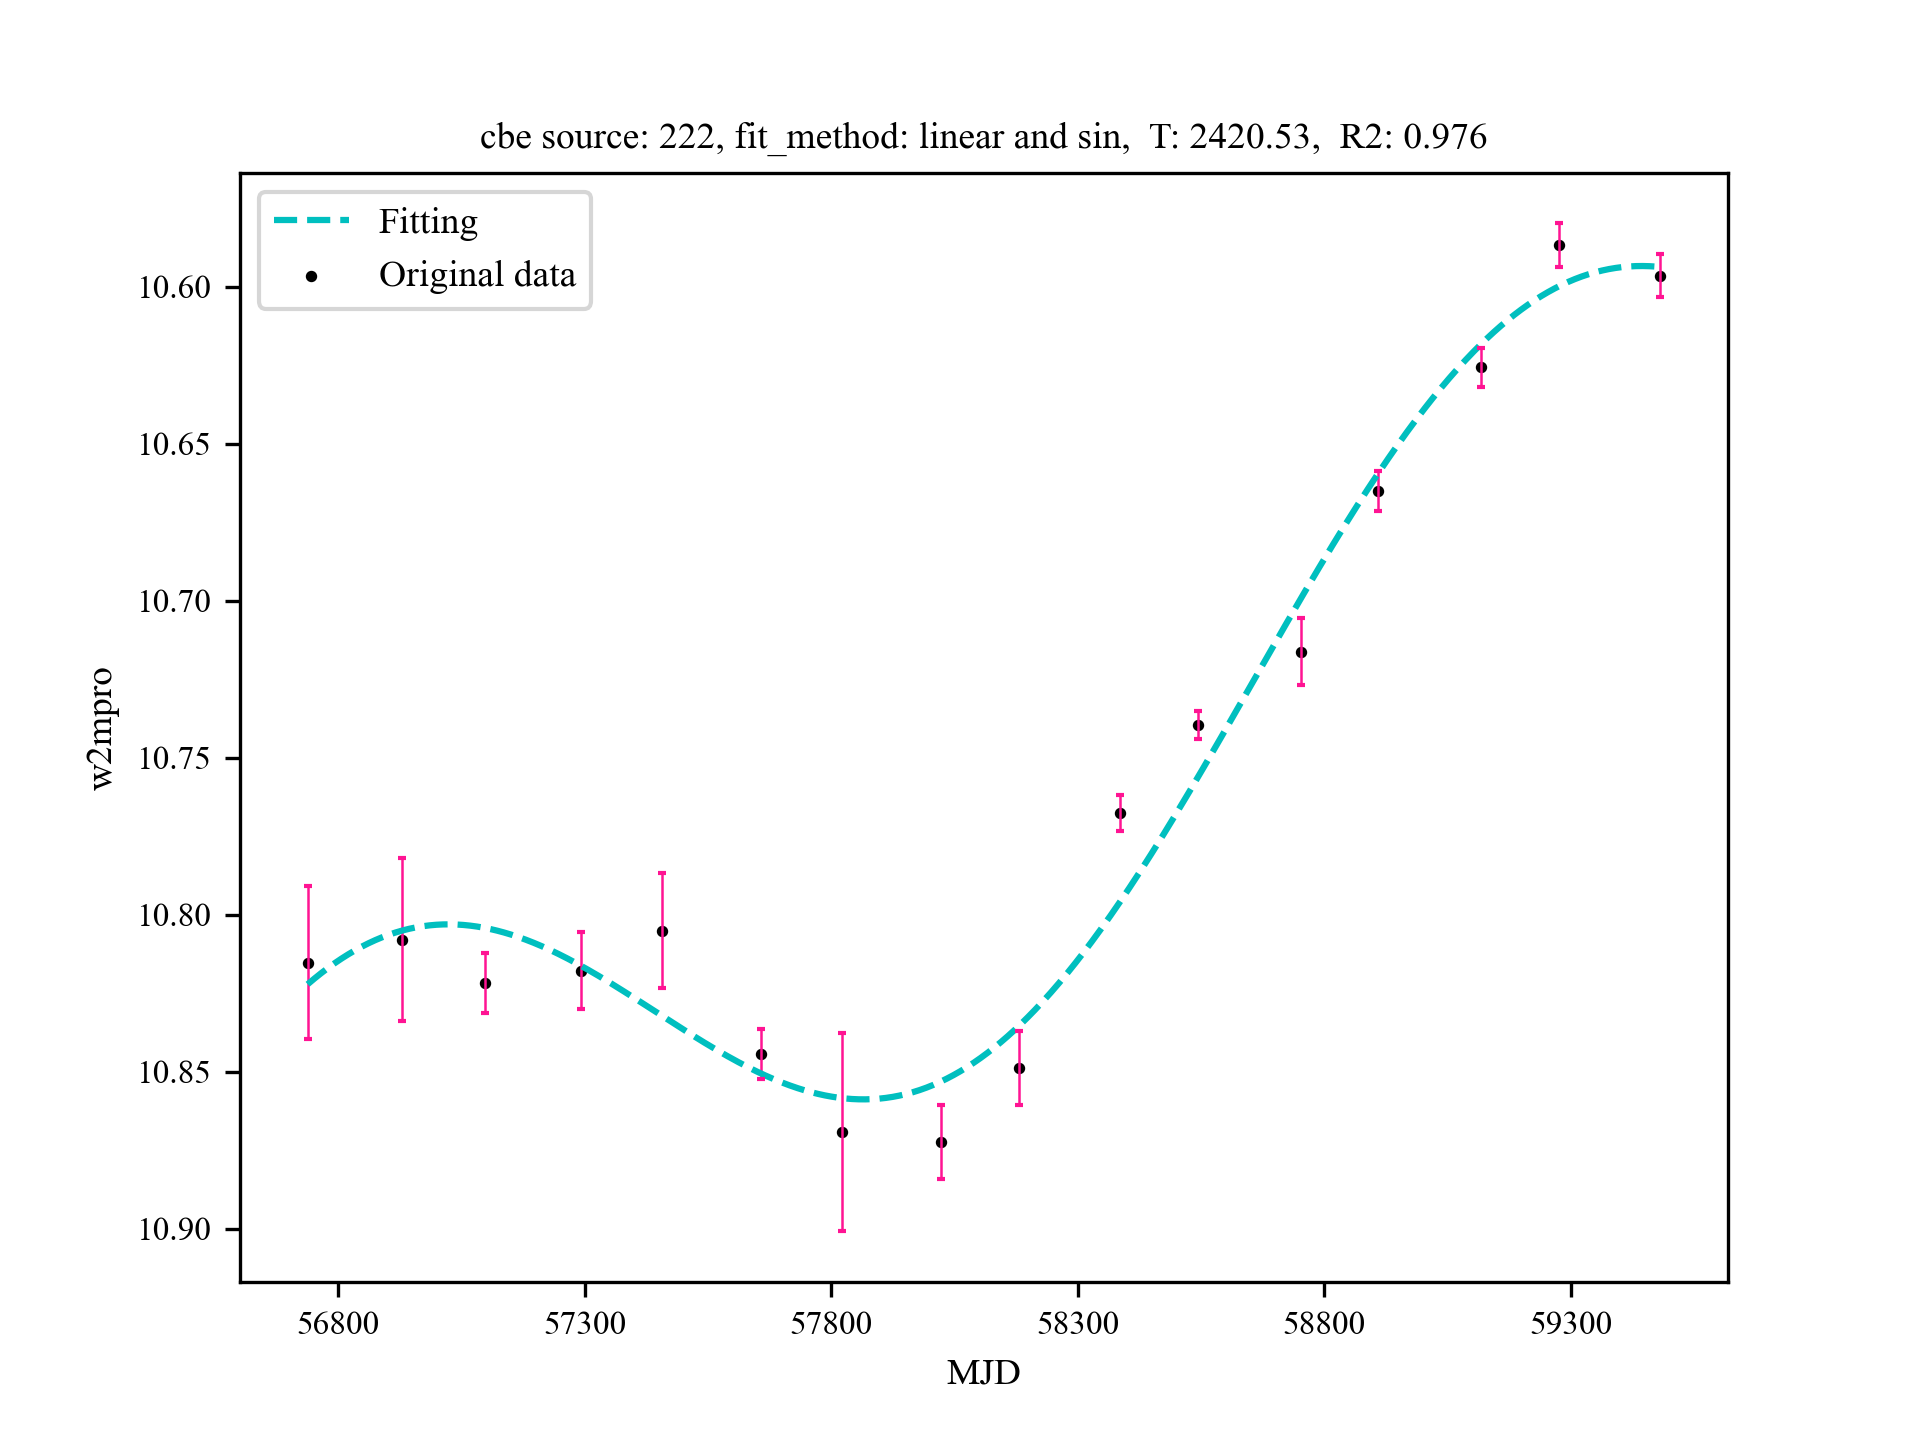 cbe source: 222, fit_method: linear and sin,  T: 2420.53,  R2: 0.976
Fitting
Original data
10.60
10.65
10.70
10.75
10.80
10.85
10.90
w2mpro
56800 57300 57800 58300 58800 59300
MJD